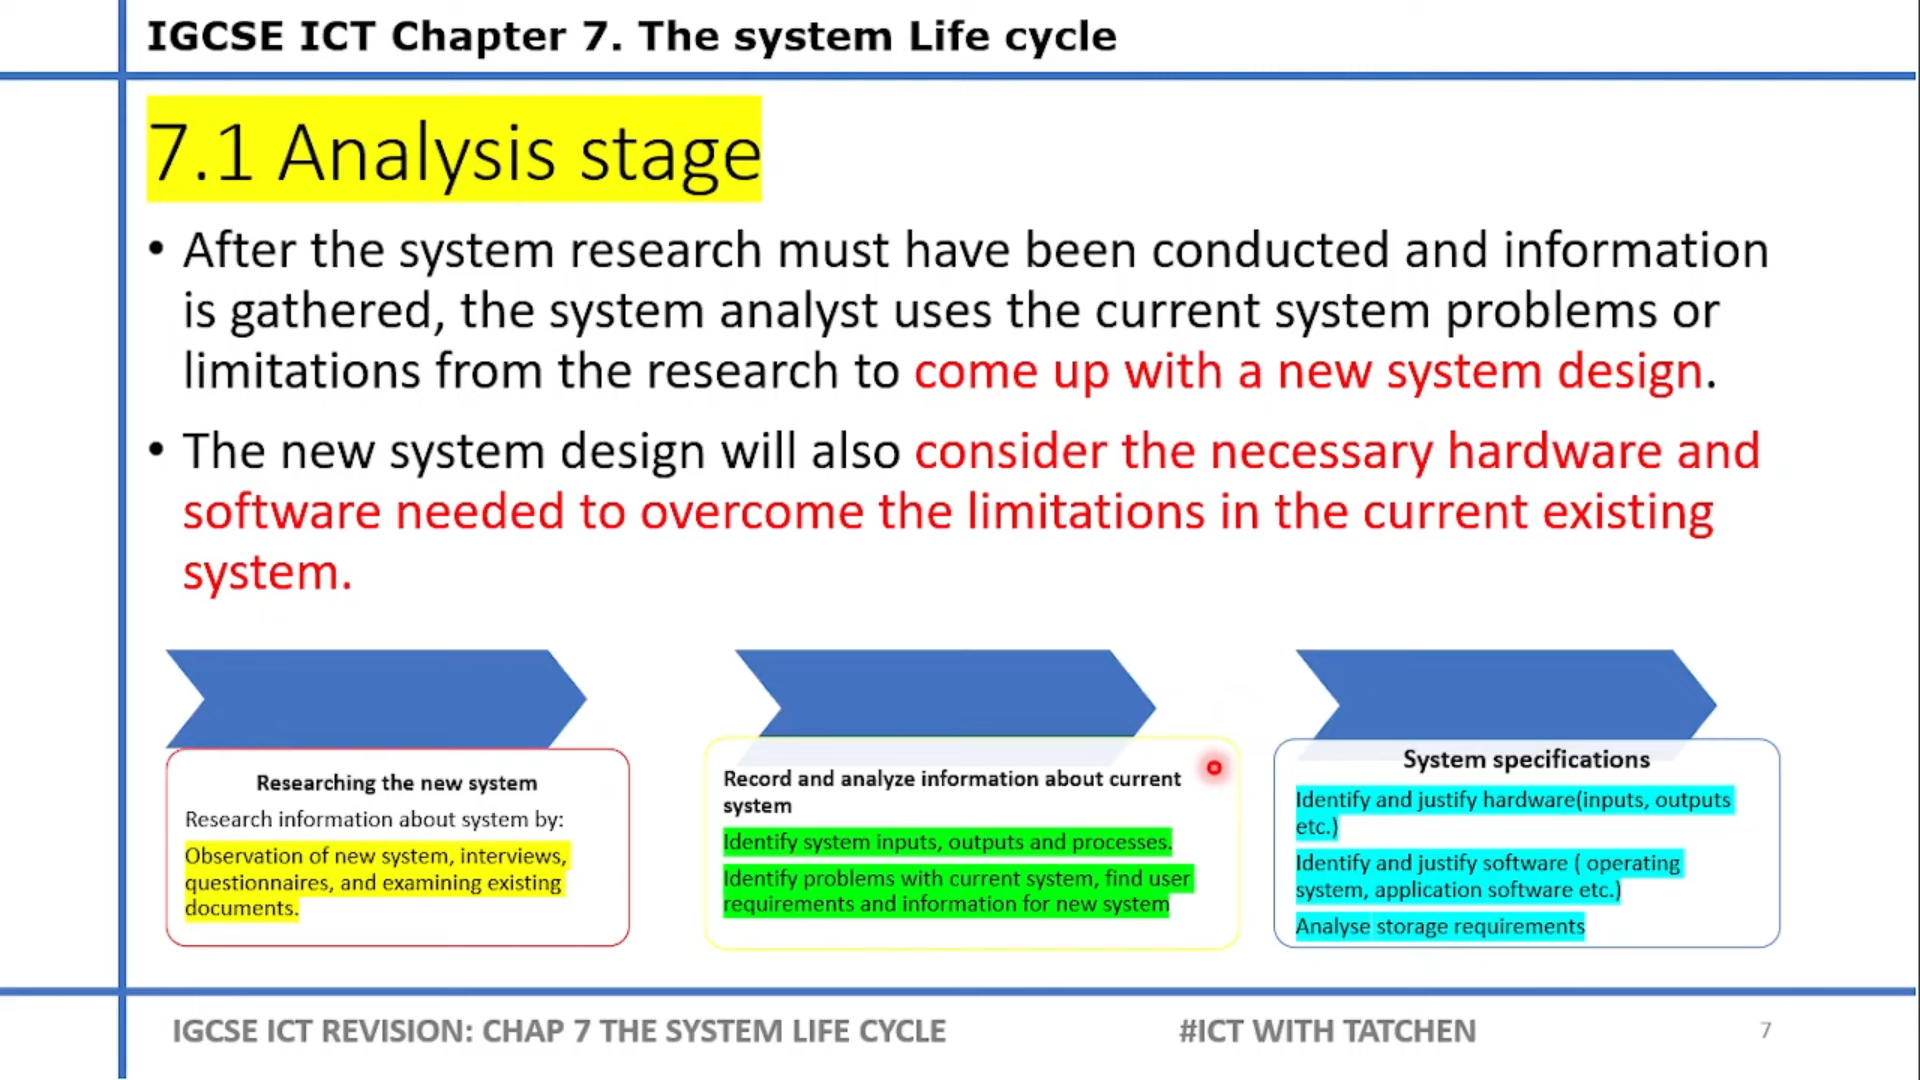 IGCSE ICT Chapter 7. The system Life cycle
7.1 Analysis stage
• After the system research must have been conducted and information
is gathered, the system analyst uses the current system problems or
limitations from the research to come up with a new system design.
• The new system design will also consider the necessary hardware and
software needed to overcome the limitations in the current existing
system.
Researching the new system
Research information about system by:
Observation of new system, interviews,
questionnaires, and examining existing
documents.
Record and analyze information about current
system
Identify system inputs, outputs and processes.
Identify problems with current system, find user
requirements and information for new system
System specifications
Identify and justify hardware(inputs, outputs
etc.)
Identify and justify software ( operating
system, application software etc.)
Analyse storage requirements
IGCSE ICT REVISION: CHAP 7 THE SYSTEM LIFE CYCLE
#ICT WITH TATCHEN
7